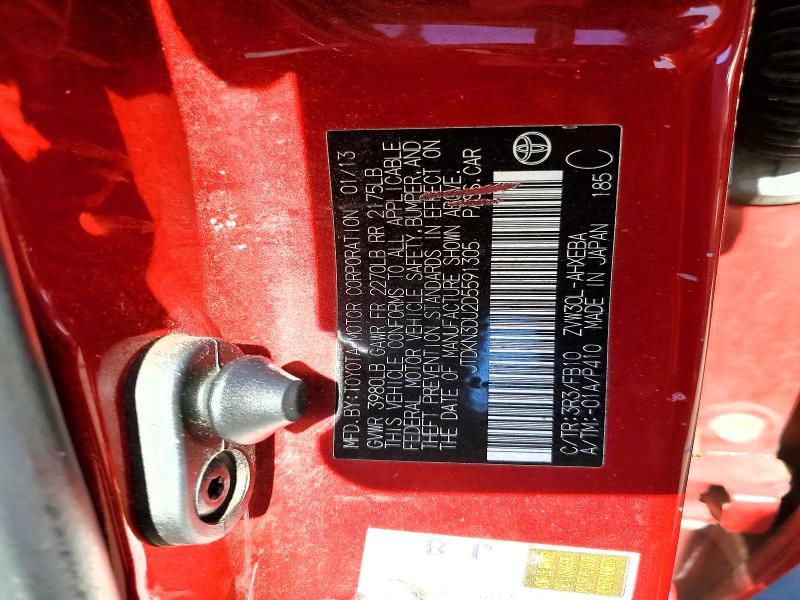 MFD. BY: TOYOTA MOTOR CORPORATION 01/13
GVWR 3980LB GAWR FR 2270LB RR 2175LB
THIS VEHICLE CONFORMS TO ALL APPLICABLE
FEDERAL MOTOR VEHICLE SAFETY, BUMPER, AND
THEFT PREVENTION STANDARDS IN EFFECT ON
THE DATE OF MANUFACTURE SHOWN ABOVE.
JTDKN3DU2D5591305 PASS.CAR
C/TR: 3R3/FB10 ZVW30L-AHXEBA
A/TM: -01A/P410 MADE IN JAPAN 185 C